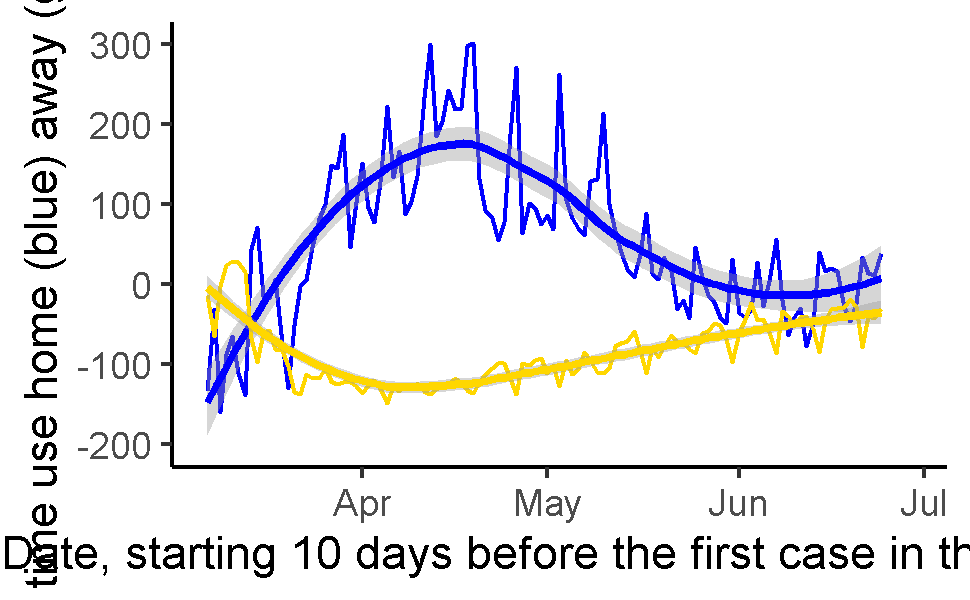 time use home (blue) away (
300
200
100
0
-100
-200
Apr May Jun Jul
Date, starting 10 days before the first case in th